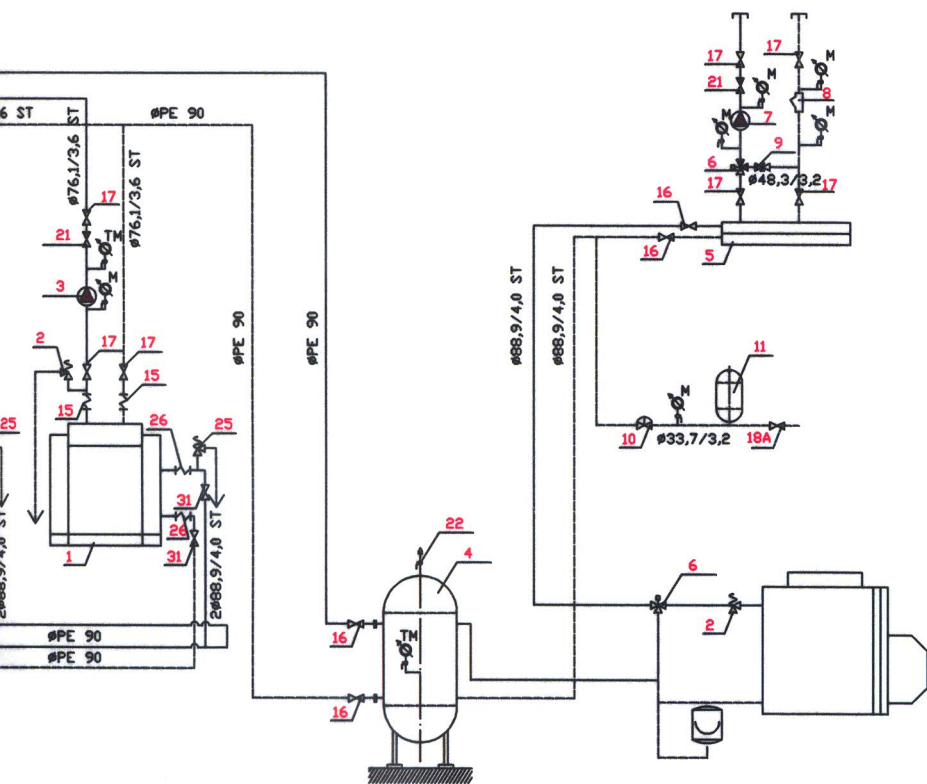 17
17
M
21
M
8
7
M
M
9
6
Ø48,3/3,2
17
17
16
16
5
6 ST
ØPE 90
Ø76,1/3,6 ST
Ø76,1/3,6 ST
17
21
TM
3
M
2
17
17
15
15
25
26
25
31
26
31
1
2Ø88,9/4,0 ST
2Ø88,9/4,0 ST
ØPE 90
ØPE 90
ØPE 90
ØPE 90
Ø88,9/4,0 ST
Ø88,9/4,0 ST
11
M
10
Ø33,7/3,2
18A
22
4
TM
16
16
6
2